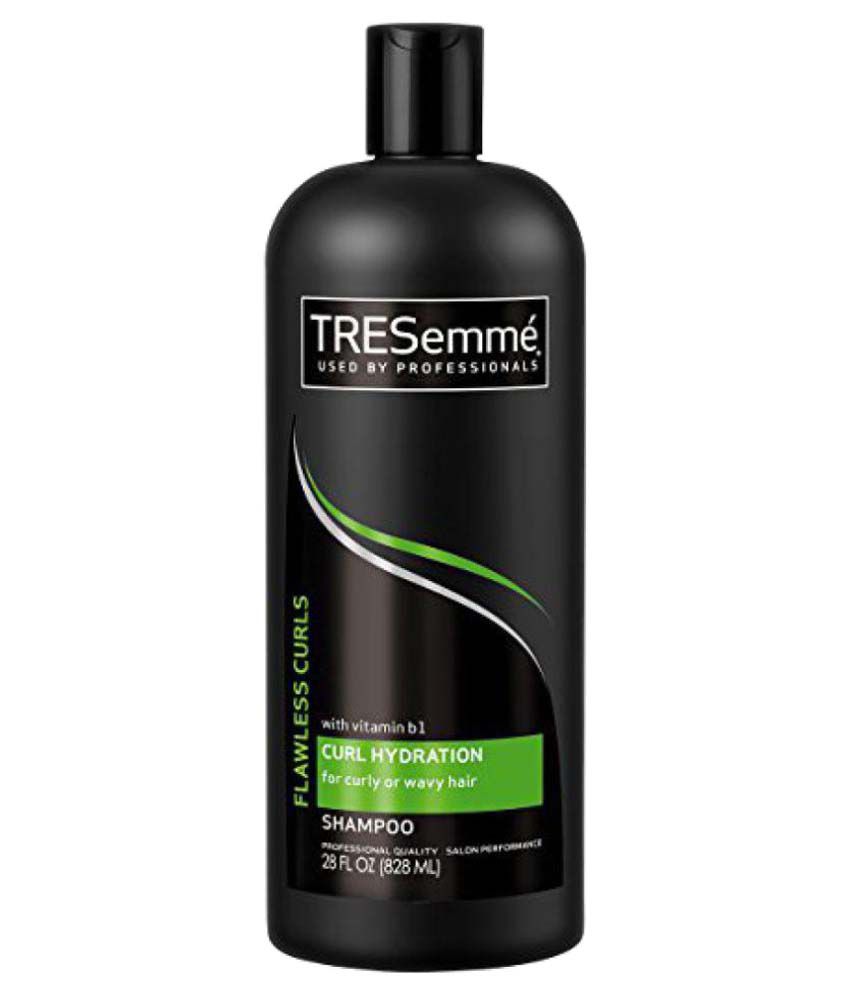 TRESemmé®
USED BY PROFESSIONALS
FLAWLESS CURLS
with vitamin b1
CURL HYDRATION
for curly or wavy hair
SHAMPOO
PROFESSIONAL QUALITY · SALON PERFORMANCE
28 FL OZ (828 ML)